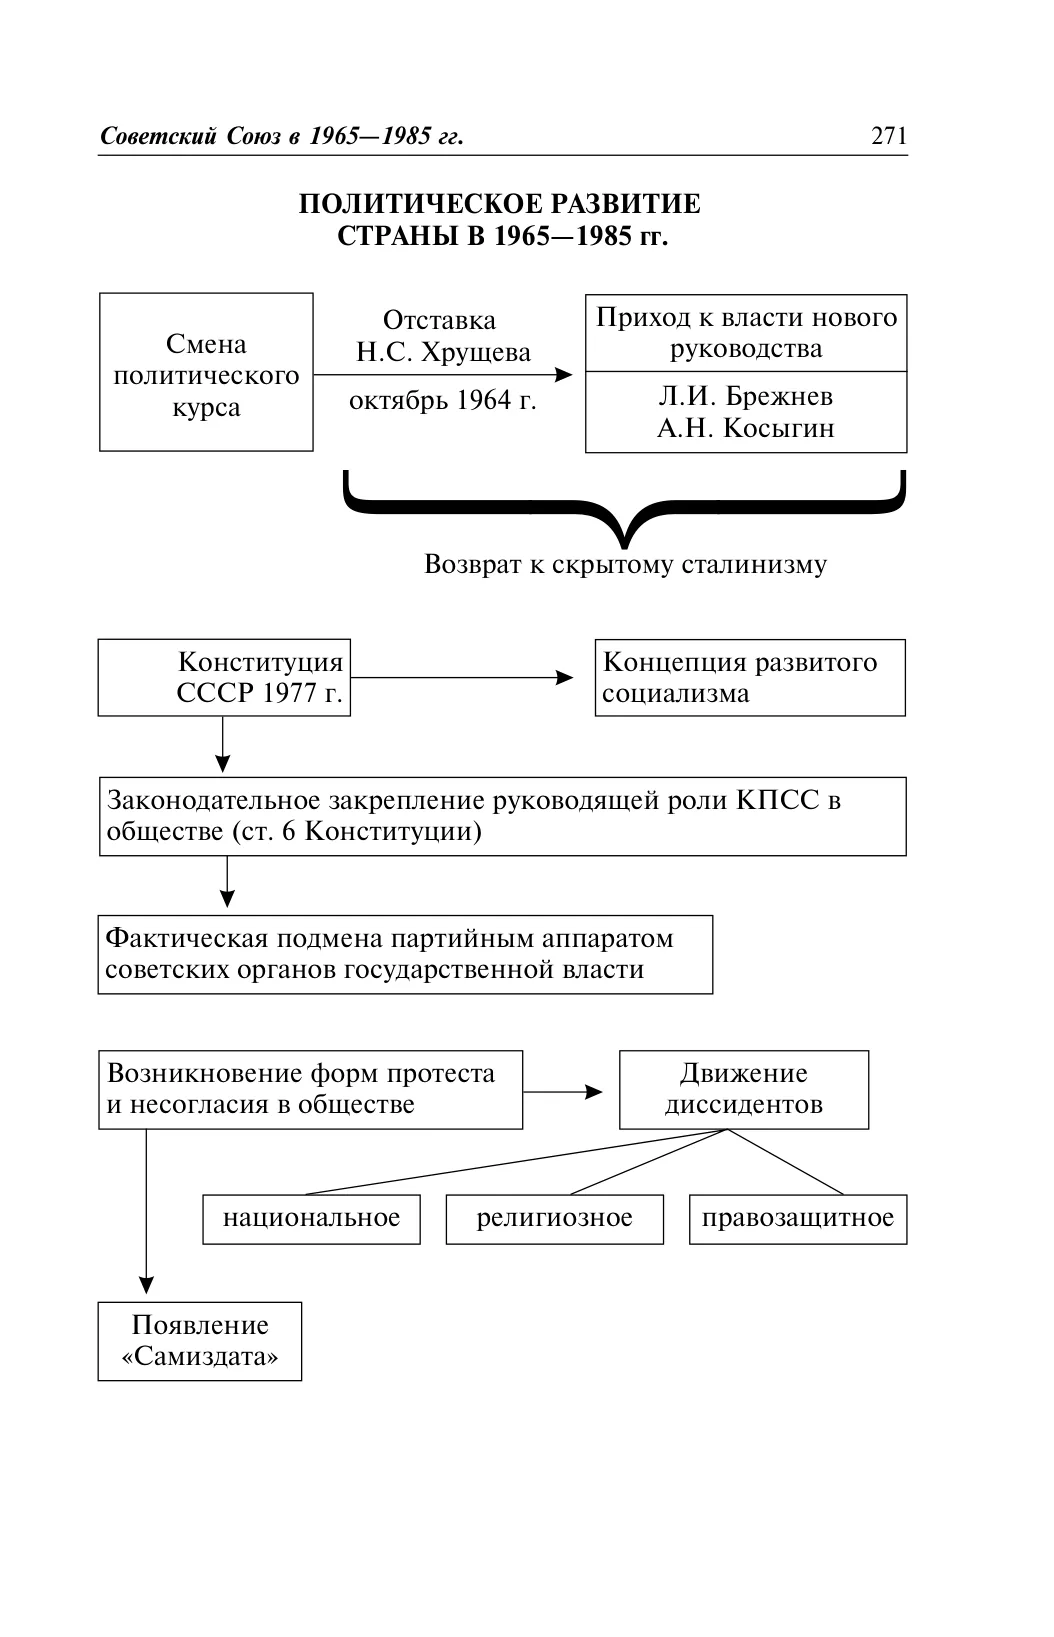 Советский Союз в 1965—1985 гг.
271
ПОЛИТИЧЕСКОЕ РАЗВИТИЕ
СТРАНЫ В 1965—1985 гг.
Смена
политического
курса
Отставка
Н.С. Хрущева
октябрь 1964 г.
Приход к власти нового
руководства
Л.И. Брежнев
А.Н. Косыгин
Возврат к скрытому сталинизму
Конституция
СССР 1977 г.
Концепция развитого
социализма
Законодательное закрепление руководящей роли КПСС в
обществе (ст. 6 Конституции)
Фактическая подмена партийным аппаратом
советских органов государственной власти
Возникновение форм протеста
и несогласия в обществе
Движение
диссидентов
национальное
религиозное
правозащитное
Появление
«Самиздата»